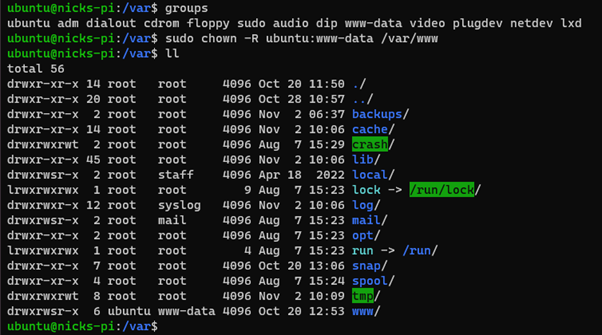 ubuntu@nicks-pi:/var$ groups
ubuntu adm dialout cdrom floppy sudo audio dip www-data video plugdev netdev lxd
ubuntu@nicks-pi:/var$ sudo chown -R ubuntu:www-data /var/www
ubuntu@nicks-pi:/var$ ll
total 56
drwxr-xr-x 14 root   root     4096 Oct 20 11:50 ./
drwxr-xr-x 20 root   root     4096 Oct 28 10:57 ../
drwxr-xr-x  2 root   root     4096 Nov  2 06:37 backups/
drwxr-xr-x 14 root   root     4096 Nov  2 10:06 cache/
drwxrwxrwt  2 root   root     4096 Aug  7 15:29 crash/
drwxr-xr-x 45 root   root     4096 Nov  2 10:06 lib/
drwxrwsr-x  2 root   staff    4096 Apr 18  2022 local/
lrwxrwxrwx  1 root   root        9 Aug  7 15:23 lock -> /run/lock/
drwxrwxr-x 12 root   syslog   4096 Nov  2 10:06 log/
drwxrwsr-x  2 root   mail     4096 Aug  7 15:23 mail/
drwxr-xr-x  2 root   root     4096 Aug  7 15:23 opt/
lrwxrwxrwx  1 root   root        4 Aug  7 15:23 run -> /run/
drwxr-xr-x  7 root   root     4096 Oct 20 13:06 snap/
drwxr-xr-x  4 root   root     4096 Aug  7 15:24 spool/
drwxrwxrwt  8 root   root     4096 Nov  2 10:09 tmp/
drwxrwsr-x  6 ubuntu www-data 4096 Oct 20 12:53 www/
ubuntu@nicks-pi:/var$